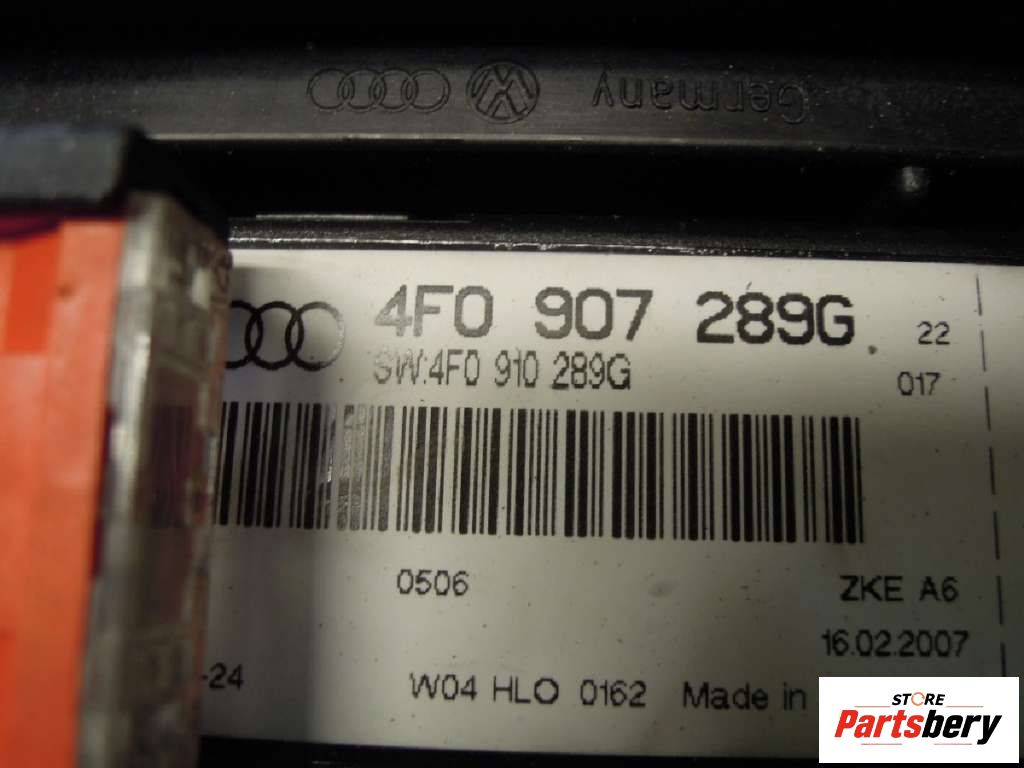 Germany
4F0 907 289G
22
SW:4F0 910 289G
017
0506
ZKE A6
16.02.2007
-24
W04 HLO 0162 Made in
STORE
Partsbery